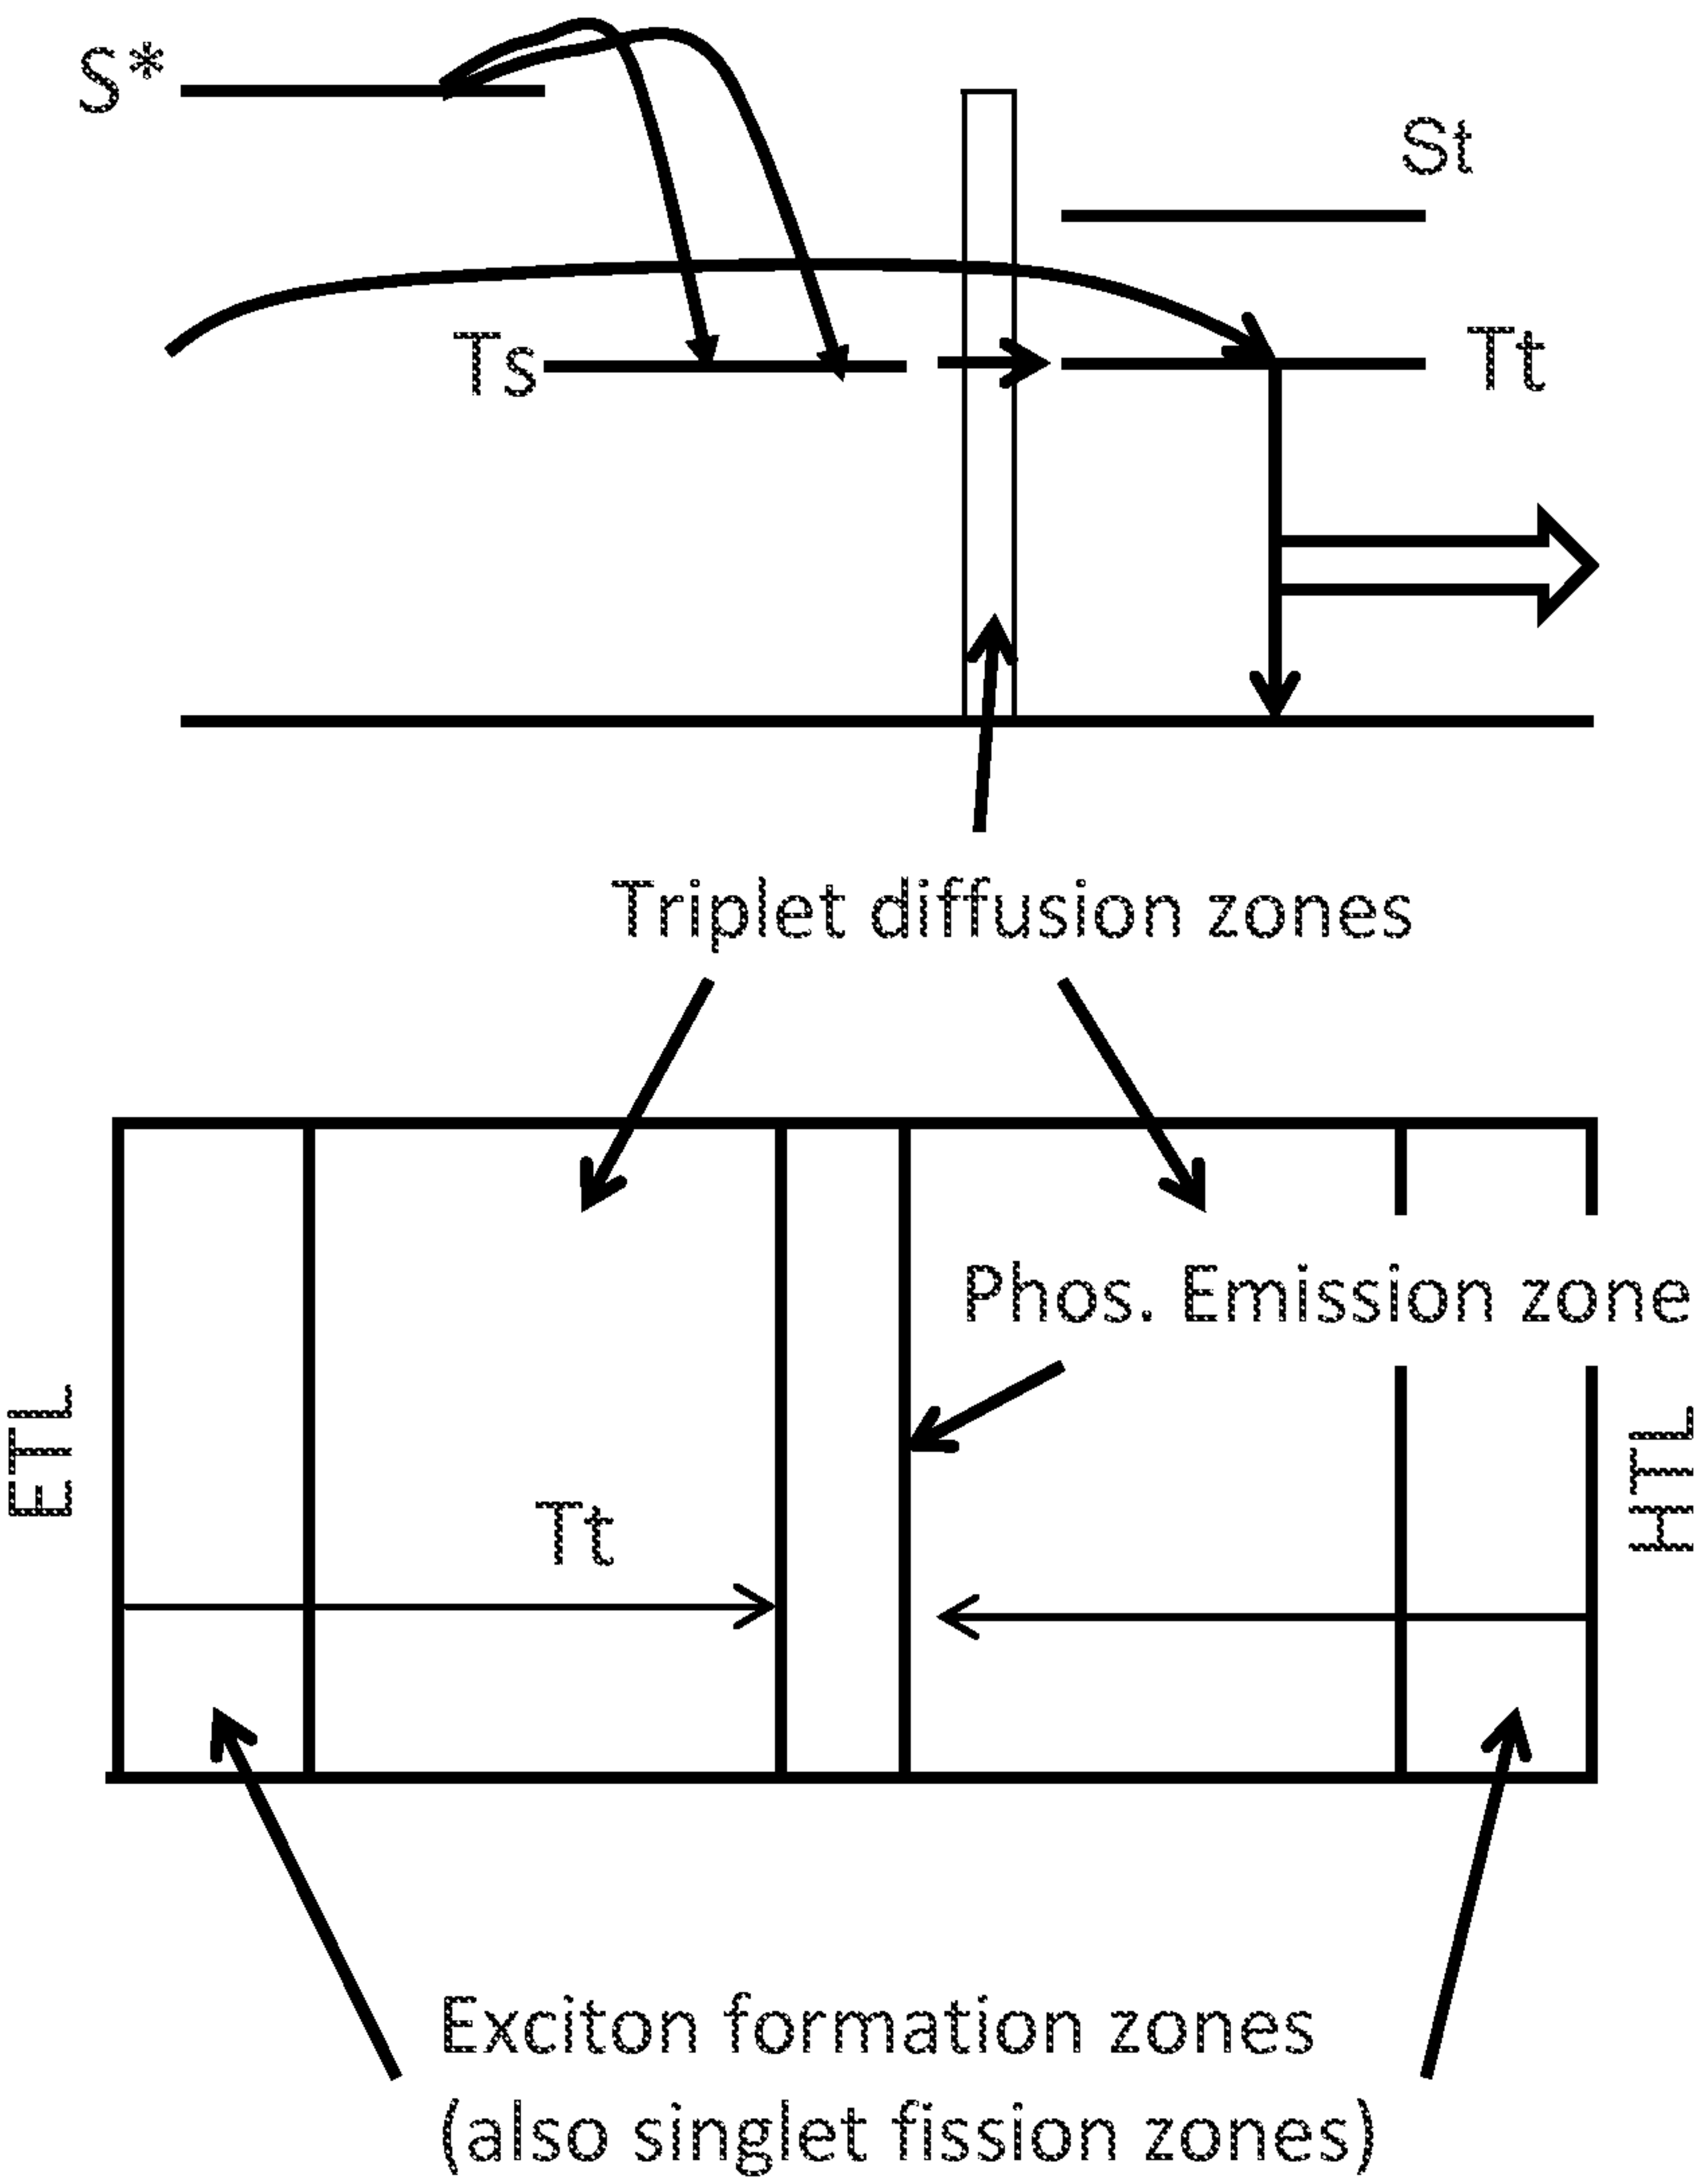 S*
St
Ts
Tt
Triplet diffusion zones
Phos. Emission zone
ETL
HTL
Tt
Exciton formation zones
(also singlet fission zones)